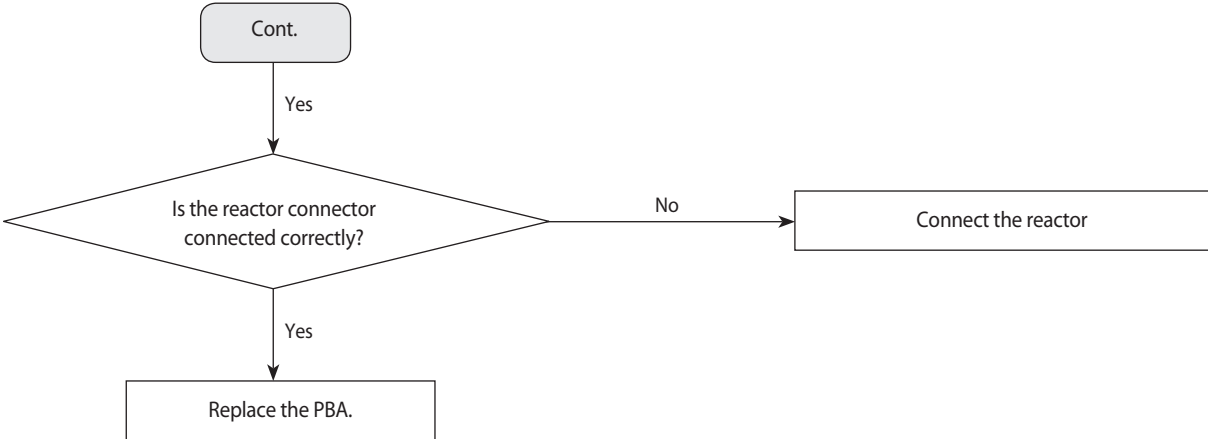 Cont.
Yes
Is the reactor connector
connected correctly?
No
Connect the reactor
Yes
Replace the PBA.